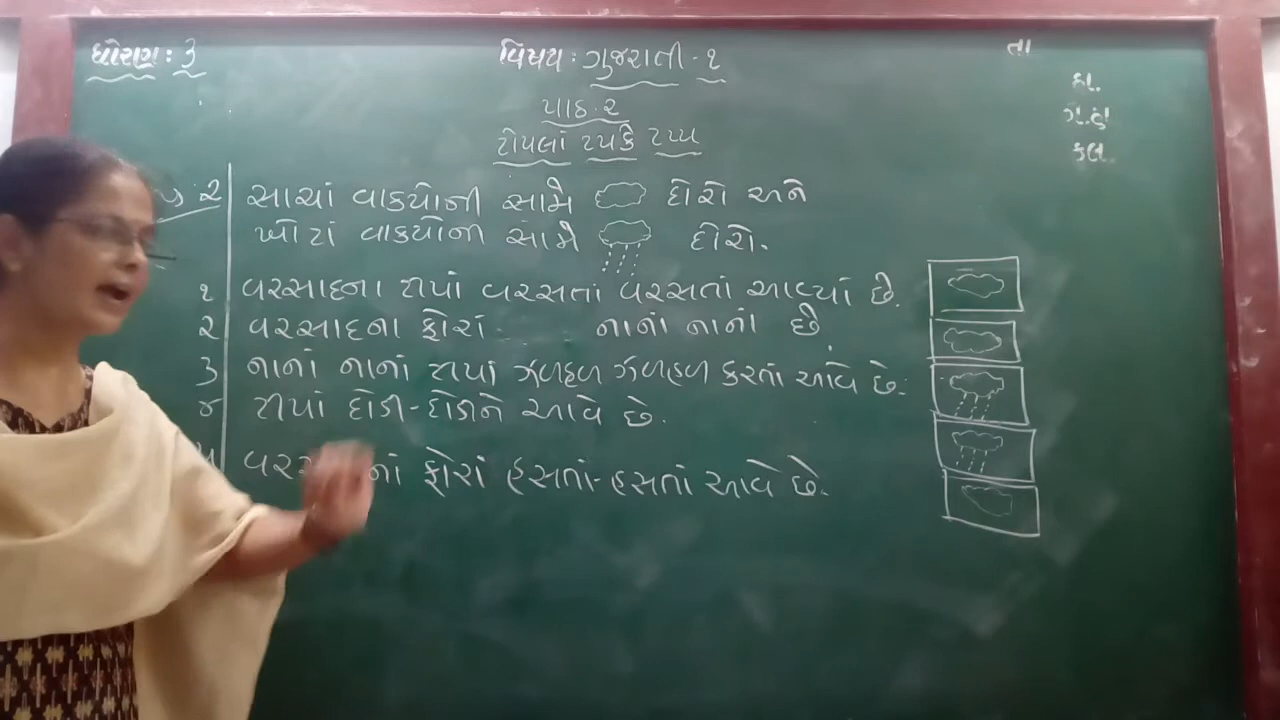 ધોરણ : ૩
વિષય : ગુજરાતી - ૧
તા
હા.
ગે.હા
કુલ.
પાઠ - ૨
ટીપલાં ટપકે ટપ્પ
૨ સાચાં વાક્યોની સામે દોરો અને
ખોટાં વાક્યોની સામે દોરો.
૧ વરસાદના ટીપાં વરસતાં વરસતાં આવ્યાં છે.
૨ વરસાદના ફોરાં નાનાં નાનાં છે
૩ નાનાં નાનાં ટીપાં ઝળહળ ઝળહળ કરતાં આવે છે.
૪ ટીપાં દોડી-દોડીને આવે છે.
ફોરાં હસતાં-હસતાં આવે છે.